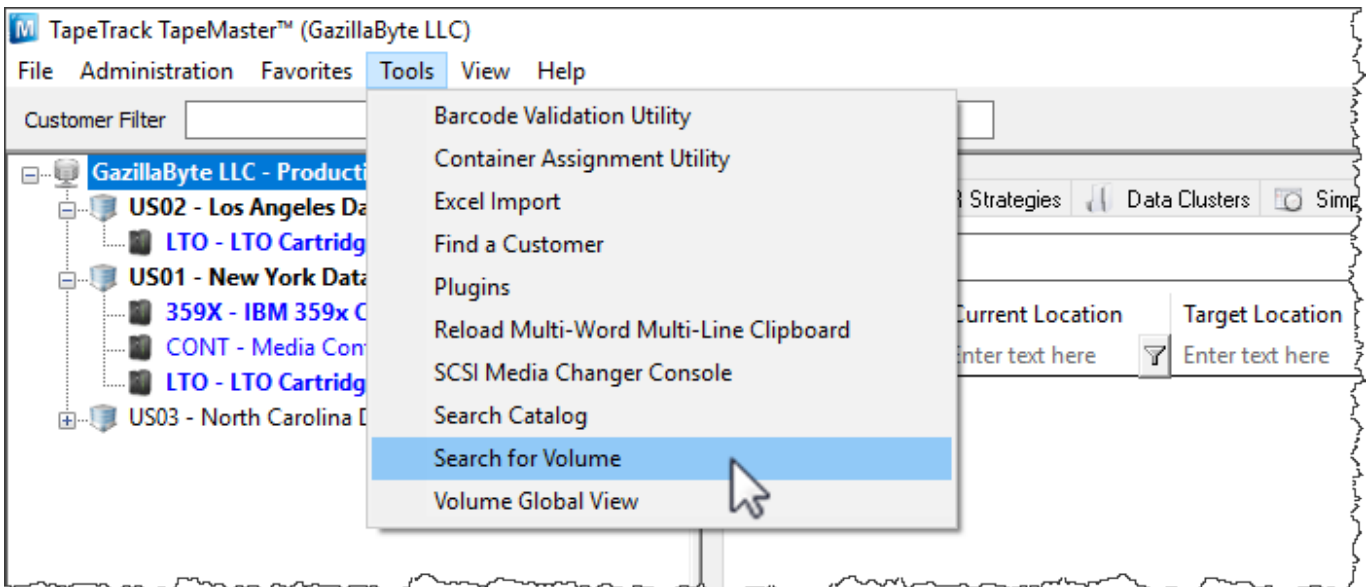 TapeTrack TapeMaster™ (GazillaByte LLC)
File Administration Favorites Tools View Help
Customer Filter
Barcode Validation Utility
Container Assignment Utility
Excel Import
Find a Customer
Plugins
Reload Multi-Word Multi-Line Clipboard
SCSI Media Changer Console
Search Catalog
Search for Volume
Volume Global View
GazillaByte LLC - Producti
US02 - Los Angeles Da
LTO - LTO Cartridg
US01 - New York Data
359X - IBM 359x C
CONT - Media Con
LTO - LTO Cartridg
US03 - North Carolina D
Strategies Data Clusters Simp
Current Location Target Location
Enter text here Enter text here